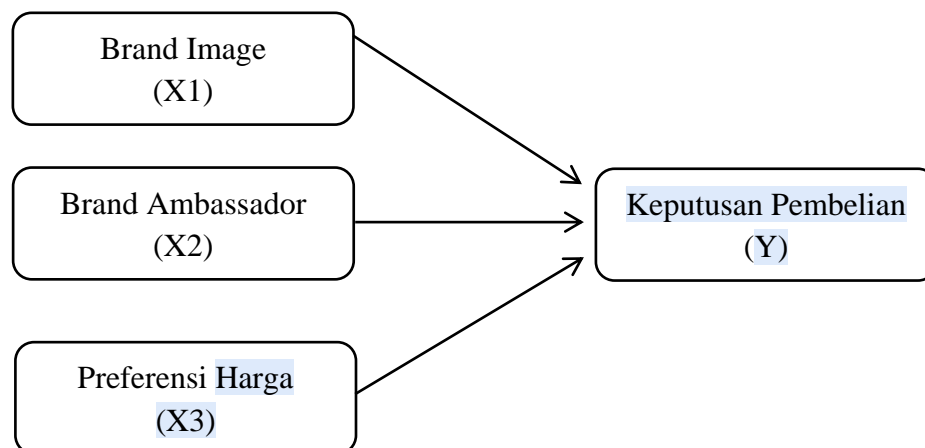 Brand Image
(X1)
Brand Ambassador
(X2)
Keputusan Pembelian
(Y)
Preferensi Harga
(X3)